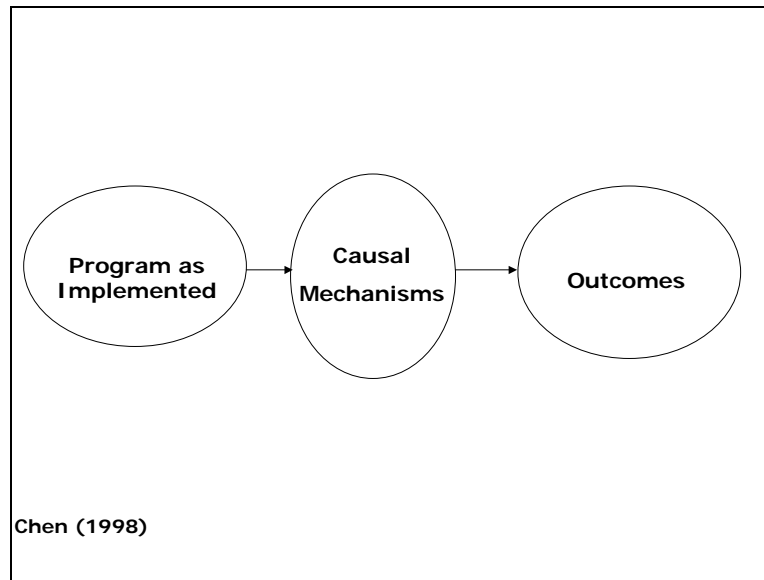 Program as
Implemented
Causal
Mechanisms
Outcomes
Chen (1998)